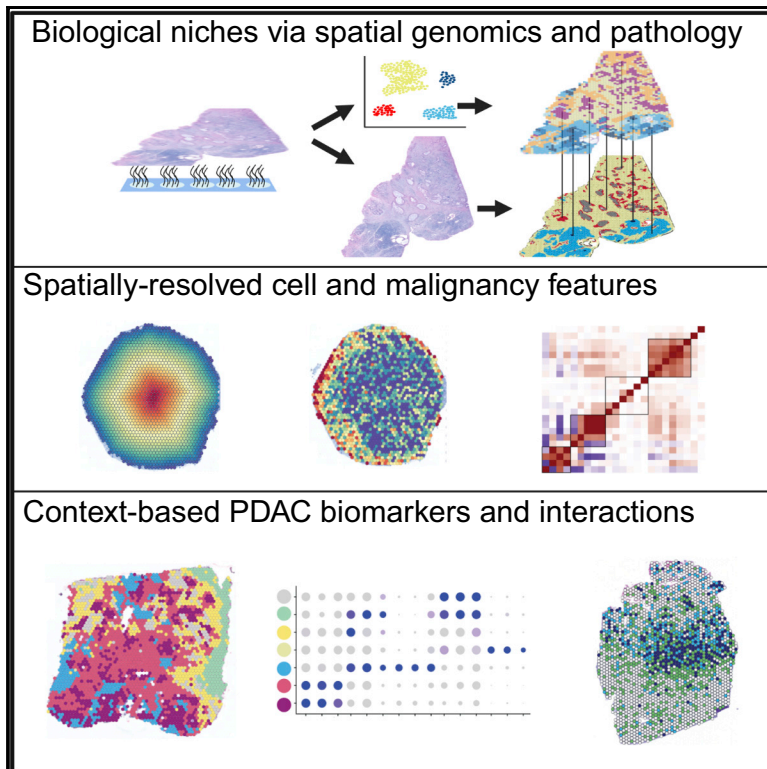 Biological niches via spatial genomics and pathology
Spatially-resolved cell and malignancy features
Context-based PDAC biomarkers and interactions